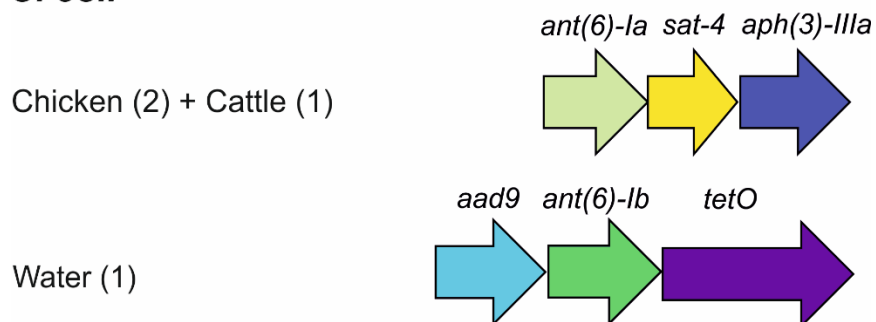 ant(6)-Ia sat-4 aph(3)-IIIa
Chicken (2) + Cattle (1)
aad9 ant(6)-Ib tetO
Water (1)